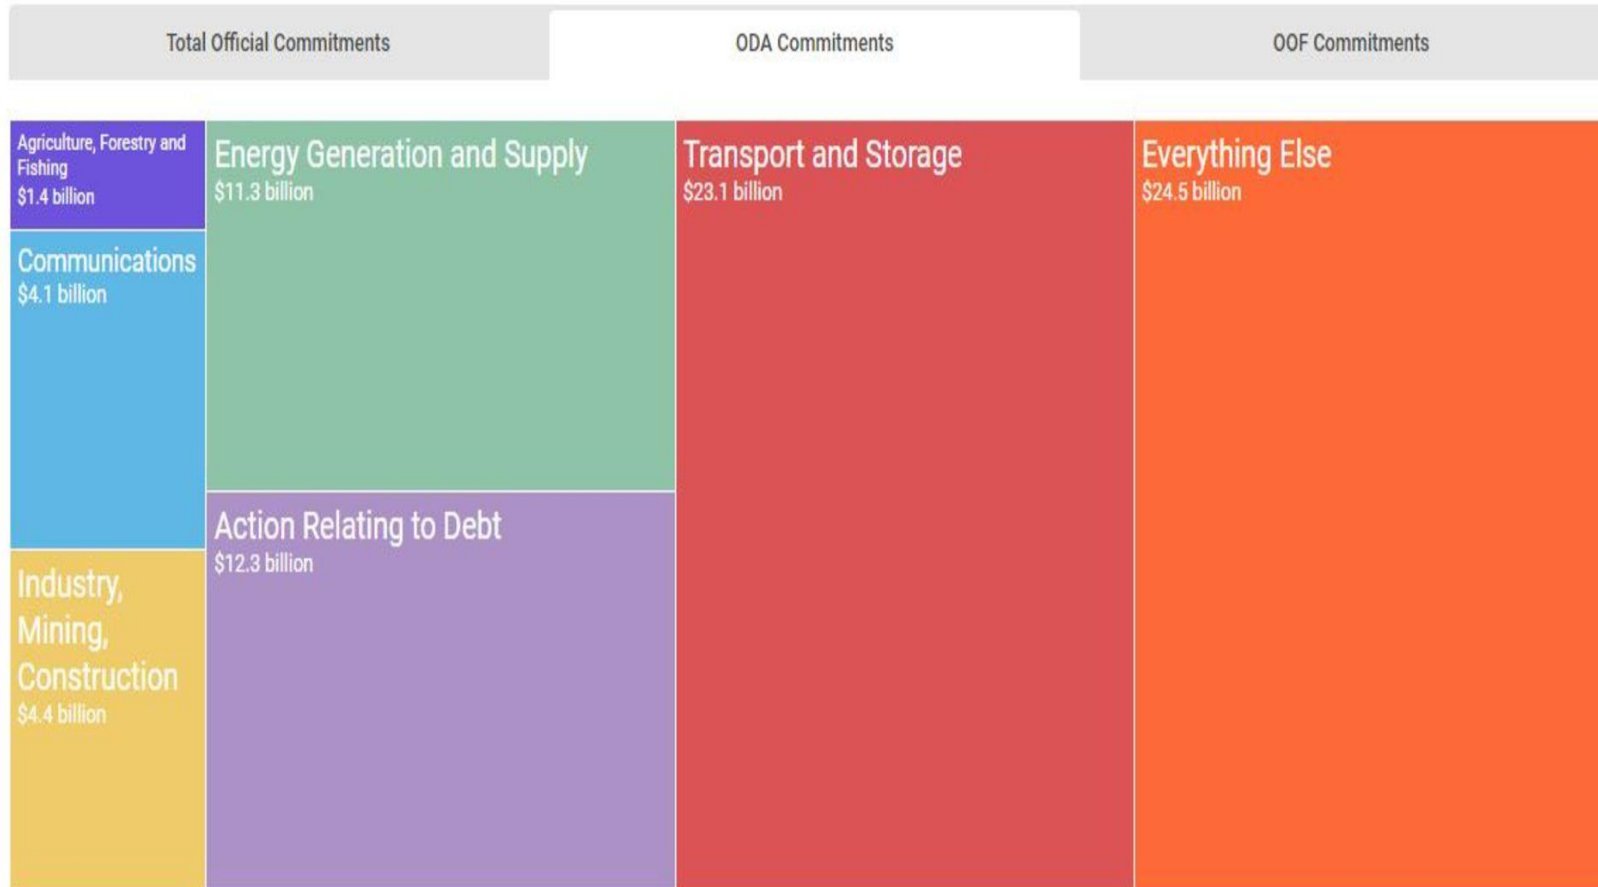 Total Official Commitments
ODA Commitments
OOF Commitments
Agriculture, Forestry and
Fishing
$1.4 billion
Communications
$4.1 billion
Industry,
Mining,
Construction
$4.4 billion
Energy Generation and Supply
$11.3 billion
Action Relating to Debt
$12.3 billion
Transport and Storage
$23.1 billion
Everything Else
$24.5 billion